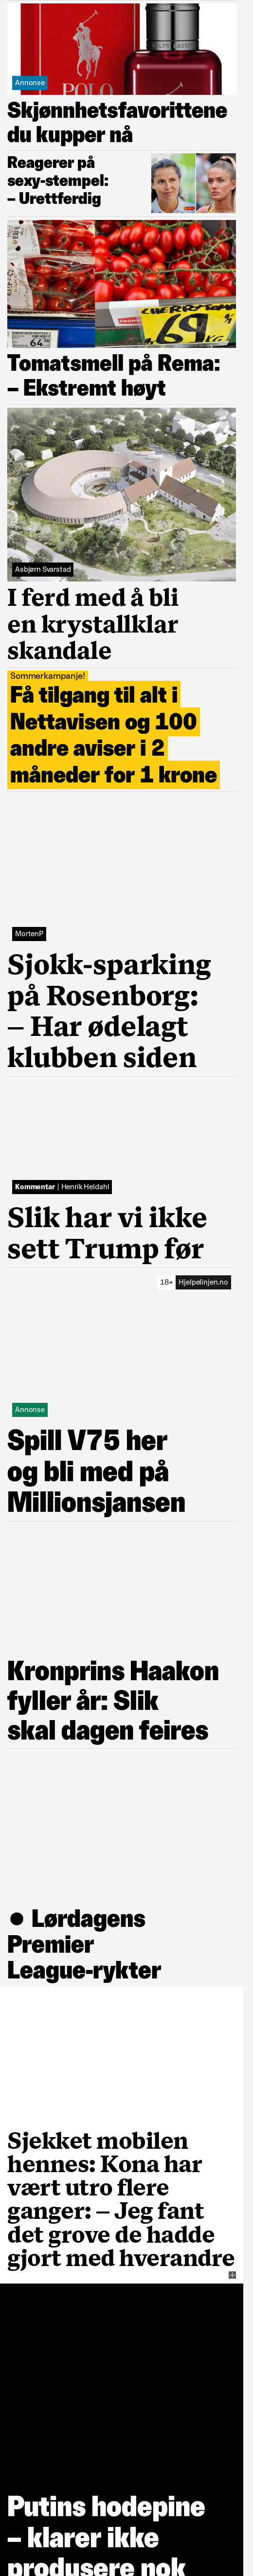 POLO
RALPH LAUREN
Annonse
Skjønnhetsfavorittene
du kupper nå
Reagerer på
sexy-stempel:
– Urettferdig
64
69
Tomatsmell på Rema:
– Ekstremt høyt
Asbjørn Svarstad
I ferd med å bli
en krystallklar
skandale
Sommerkampanje!
Få tilgang til alt i
Nettavisen og 100
andre aviser i 2
måneder for 1 krone
MortenP
Sjokk-sparking
på Rosenborg:
– Har ødelagt
klubben siden
Kommentar | Henrik Heldahl
Slik har vi ikke
sett Trump før
18+ Hjelpelinjen.no
Annonse
Spill V75 her
og bli med på
Millionsjansen
Kronprins Haakon
fyller år: Slik
skal dagen feires
Lørdagens
Premier
League-rykter
Sjekket mobilen
hennes: Kona har
vært utro flere
ganger: – Jeg fant
det grove de hadde
gjort med hverandre
Putins hodepine
– klarer ikke
produsere nok